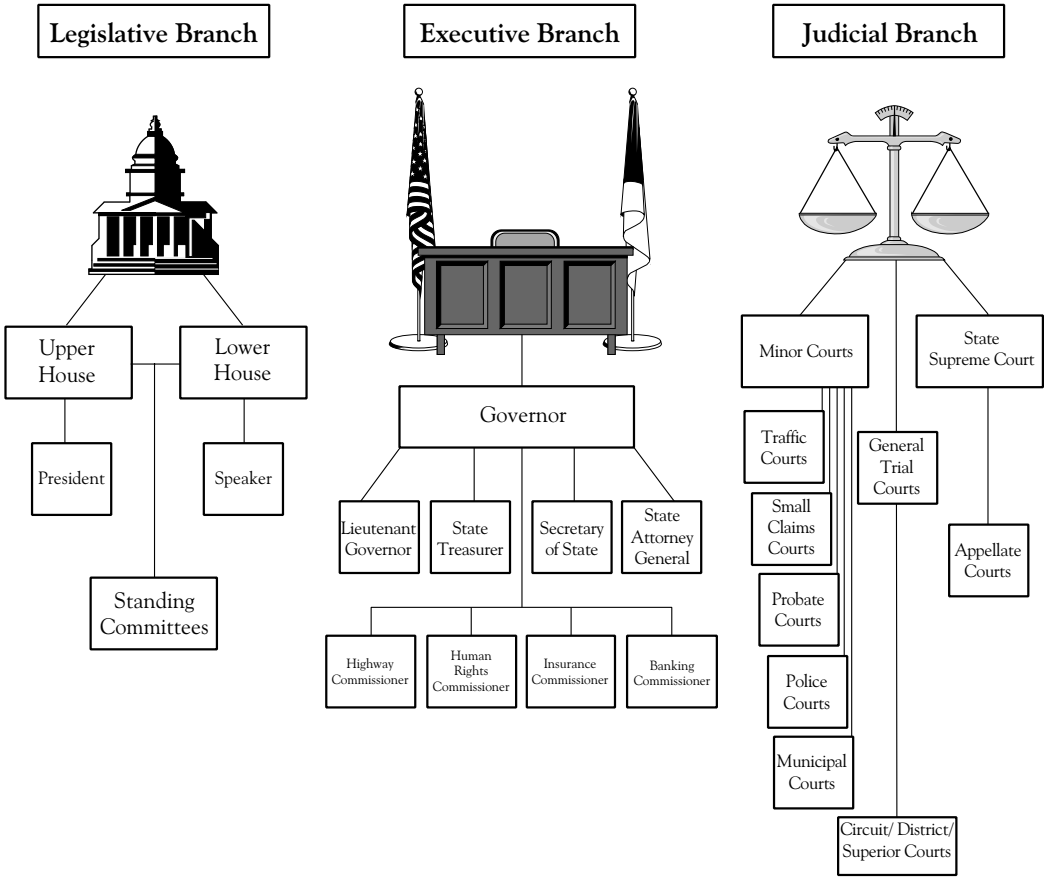 Legislative Branch
Executive Branch
Judicial Branch
Upper
House
Lower
House
President
Speaker
Standing
Committees
Governor
Lieutenant
Governor
State
Treasurer
Secretary
of State
State
Attorney
General
Highway
Commissioner
Human
Rights
Commissioner
Insurance
Commissioner
Banking
Commissioner
Minor Courts
State
Supreme Court
Traffic
Courts
Small
Claims
Courts
Probate
Courts
Police
Courts
Municipal
Courts
General
Trial
Courts
Circuit/ District/
Superior Courts
Appellate
Courts